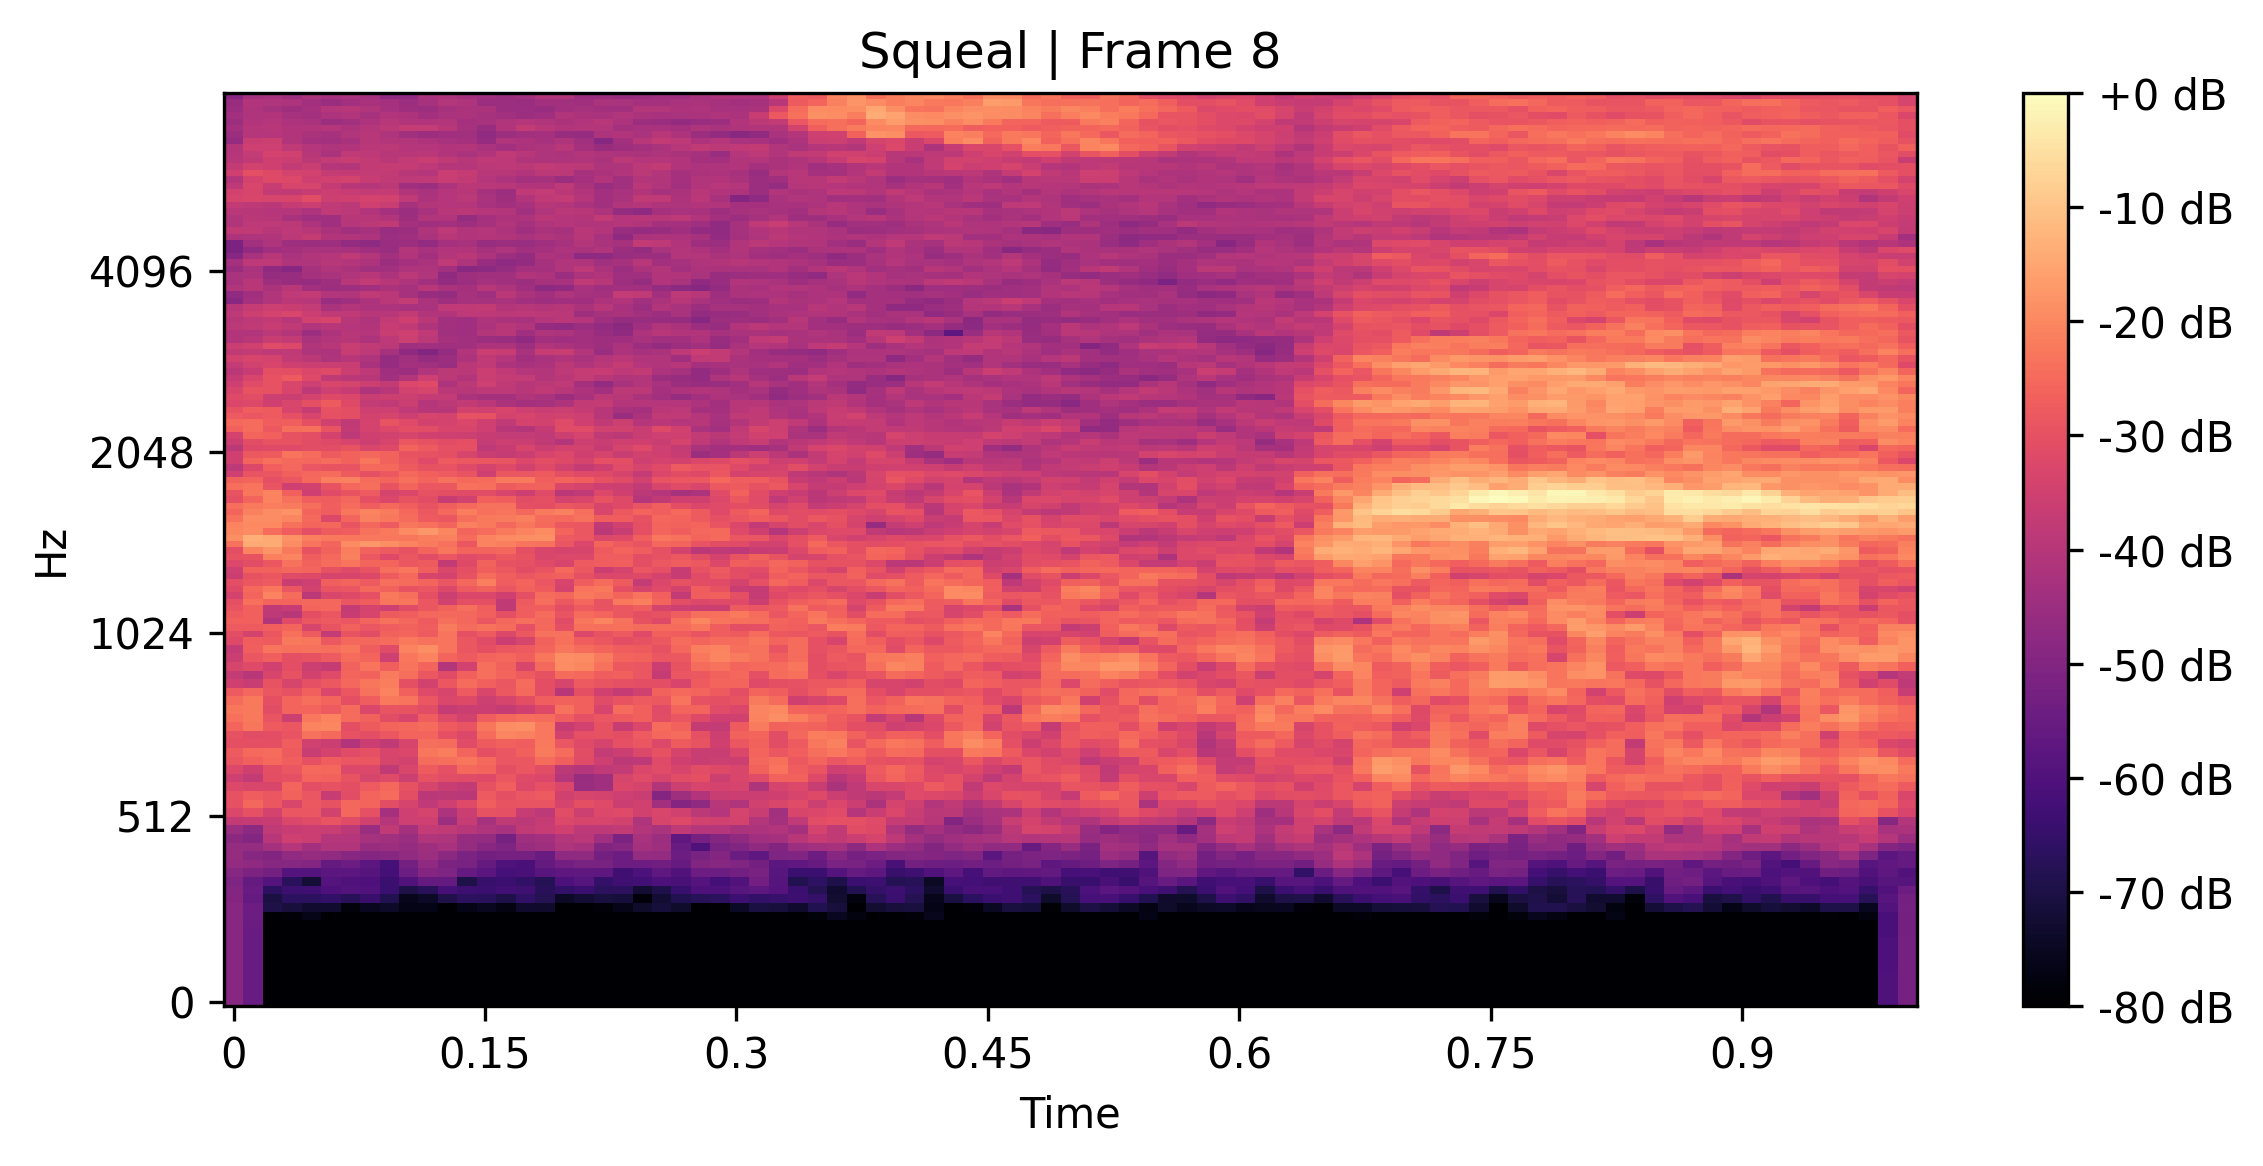 Squeal | Frame 8
+0 dB
-10 dB
-20 dB
-30 dB
-40 dB
-50 dB
-60 dB
-70 dB
-80 dB
Hz
4096
2048
1024
512
0
0 0.15 0.3 0.45 0.6 0.75 0.9
Time